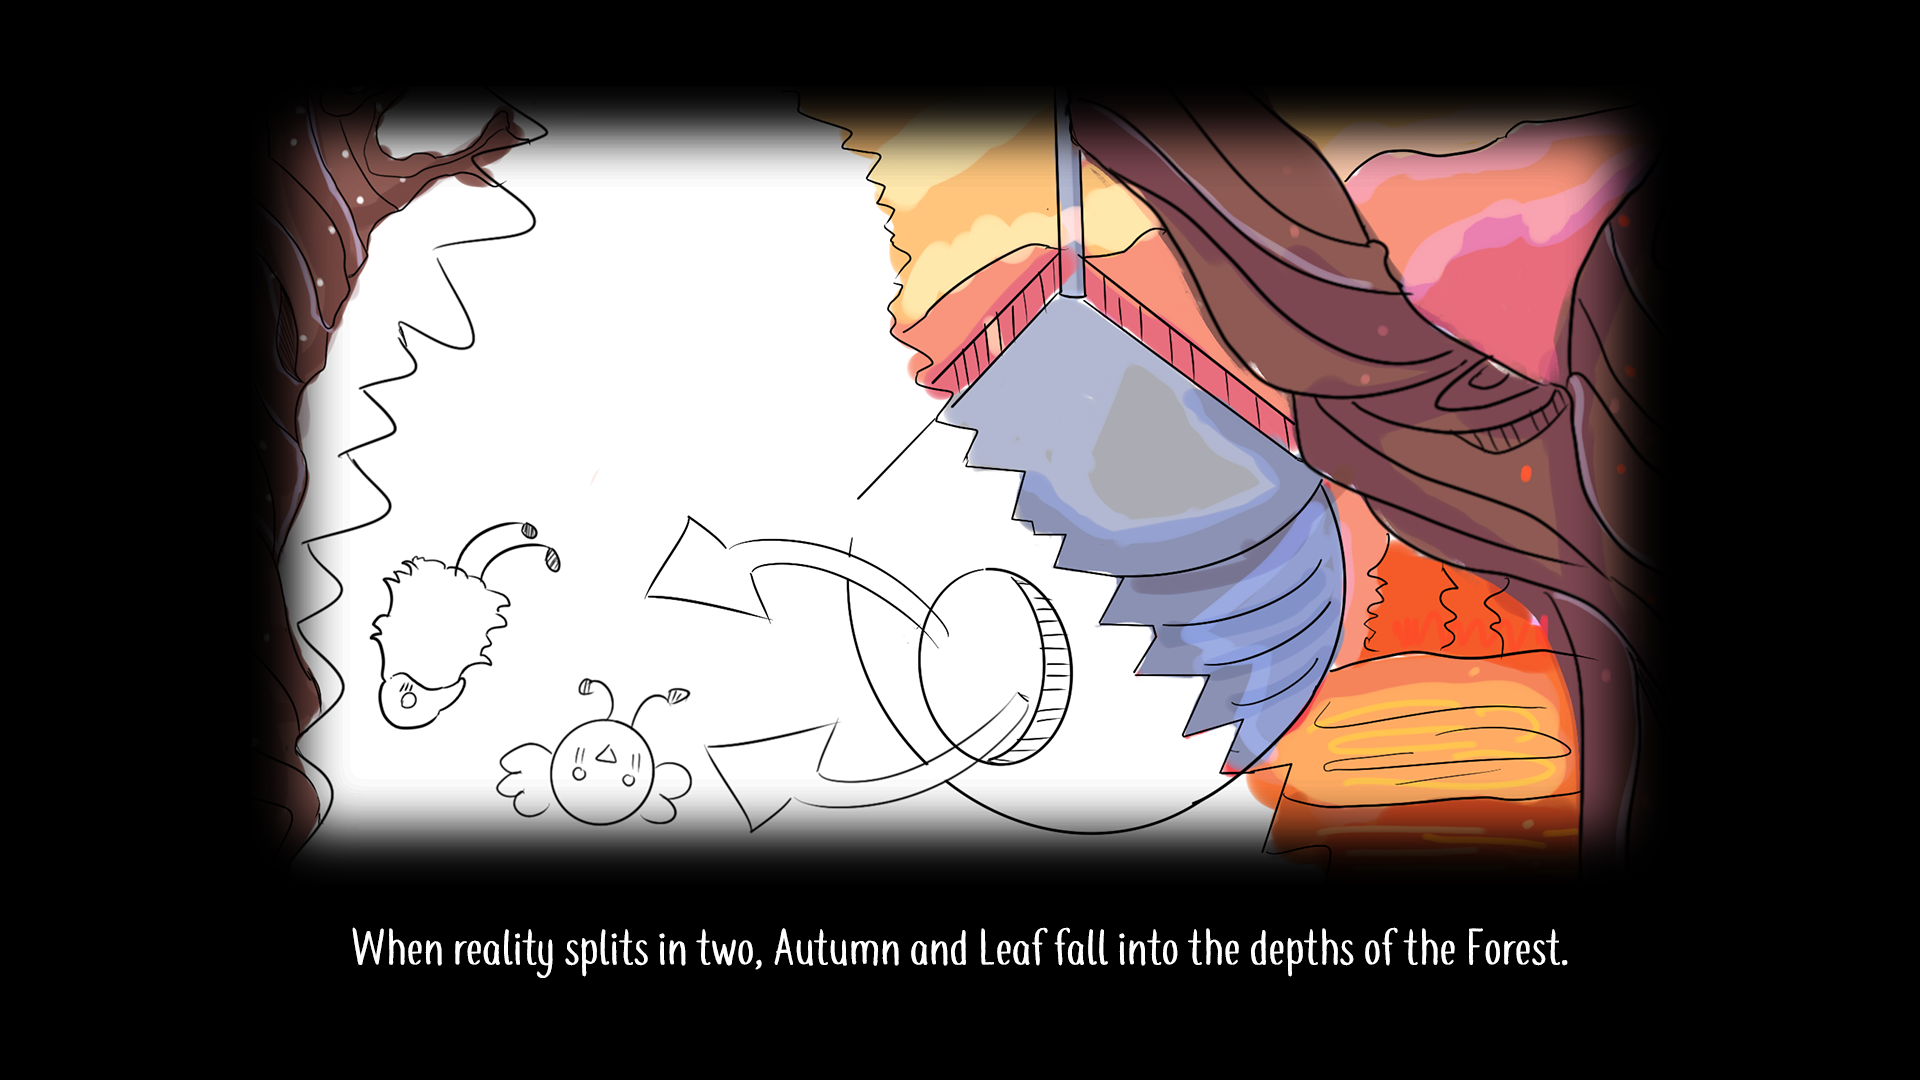 When reality splits in two, Autumn and Leaf fall into the depths of the Forest.